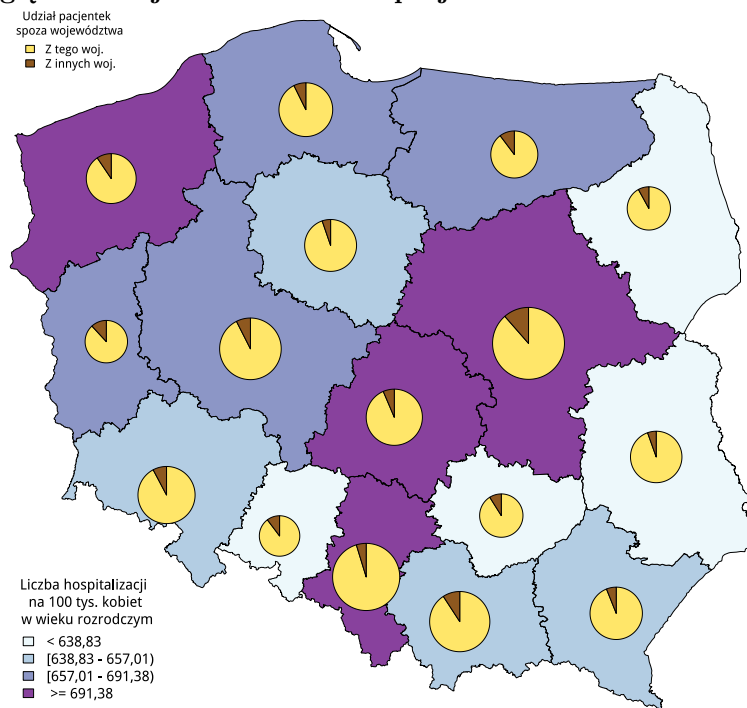 Udział pacjentek
spoza województwa
Z tego woj.
Z innych woj.
Liczba hospitalizacji
na 100 tys. kobiet
w wieku rozrodczym
< 638,83
[638,83 - 657,01)
[657,01 - 691,38)
>= 691,38